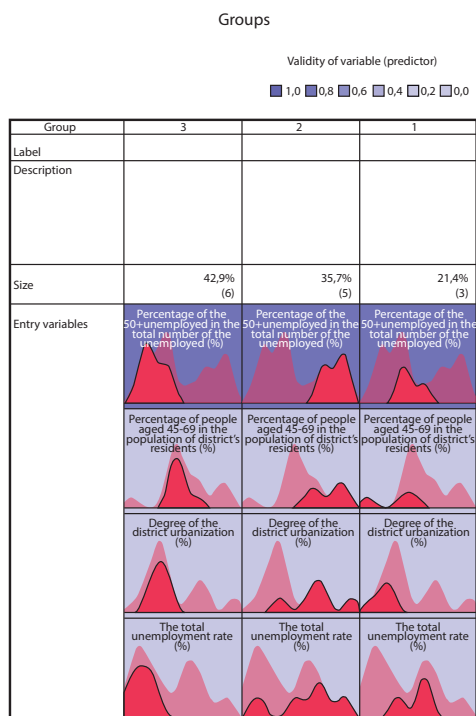 Groups
Validity of variable (predictor)
1,0 0,8 0,6 0,4 0,2 0,0
Group 3 2 1
Label
Description
Size 42,9% 35,7% 21,4%
(6) (5) (3)
Entry variables
Percentage of the Percentage of the Percentage of the
50+unemployed in the 50+unemployed in the 50+unemployed in the
total number of the total number of the total number of the
unemployed (%) unemployed (%) unemployed (%)
Percentage of people Percentage of people Percentage of people
aged 45-69 in the aged 45-69 in the aged 45-69 in the
population of district's population of district's population of district's
residents (%) residents (%) residents (%)
Degree of the Degree of the Degree of the
district urbanization district urbanization district urbanization
(%) (%) (%)
The total The total The total
unemployment rate unemployment rate unemployment rate
(%) (%) (%)